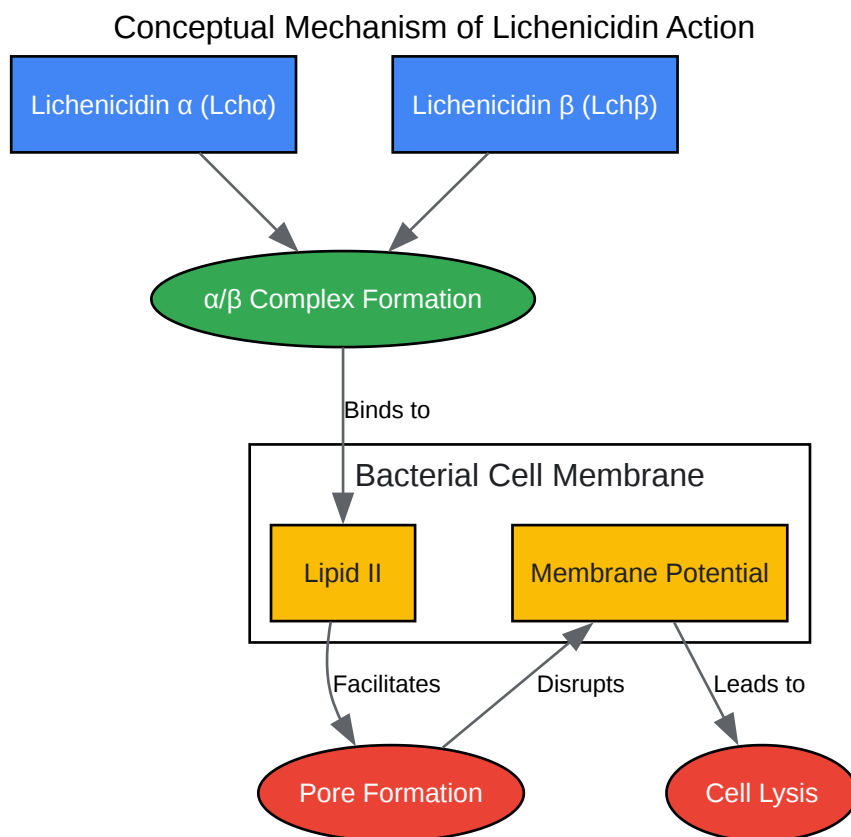 Conceptual Mechanism of Lichenicidin Action
Lichenicidin α (Lchα)
Lichenicidin β (Lchβ)
α/β Complex Formation
Binds to
Bacterial Cell Membrane
Lipid II
Membrane Potential
Facilitates
Disrupts
Leads to
Pore Formation
Cell Lysis